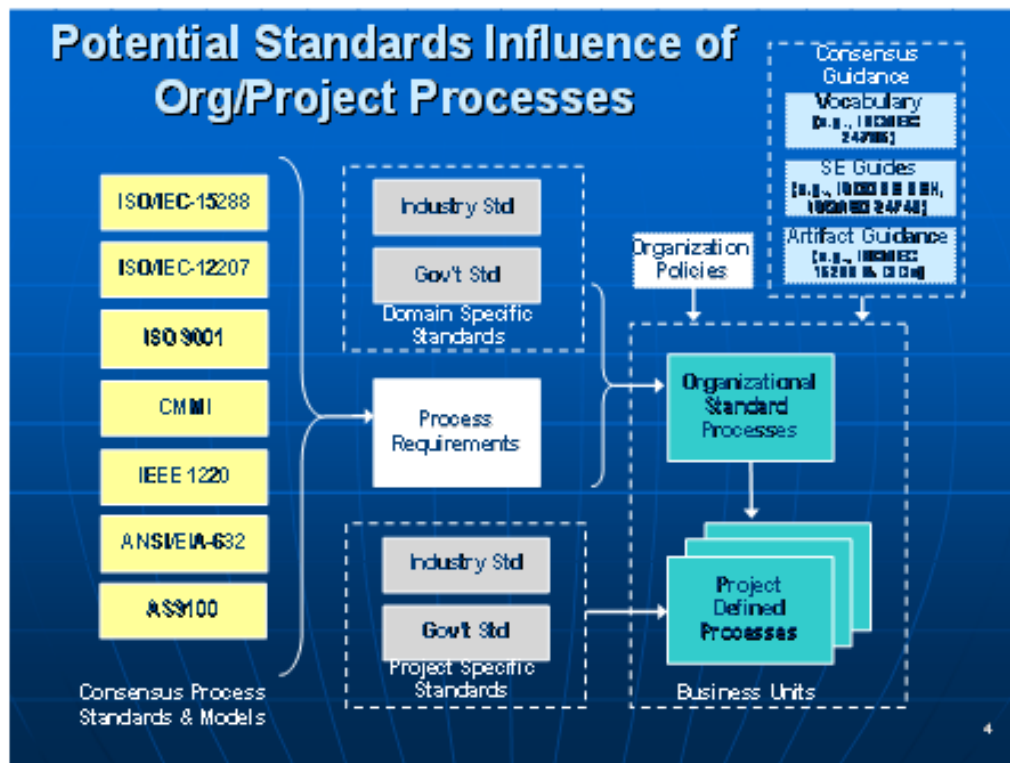 Potential Standards Influence of
Org/Project Processes
Consensus
Guidance
Vocabulary
SE Guides
Artifact Guidance
ISO/IEC-15288
ISO/IEC-12207
ISO 9001
CMMI
IEEE 1220
ANSI/EIA-632
AS9100
Consensus Process
Standards & Models
Industry Std
Gov't Std
Domain Specific
Standards
Process
Requirements
Industry Std
Gov't Std
Project Specific
Standards
Organization
Policies
Organizational
Standard
Processes
Project
Defined
Processes
Business Units
4